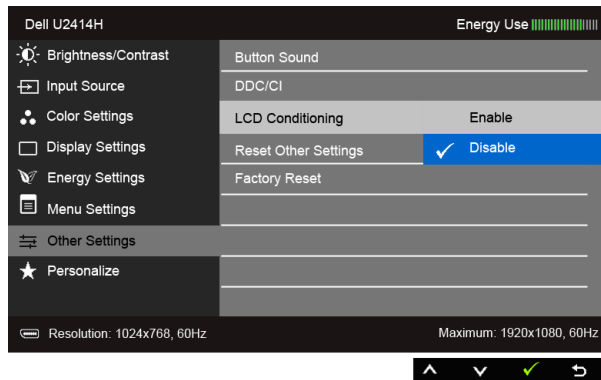 Dell U2414H Energy Use
Brightness/Contrast Button Sound
Input Source DDC/CI
Color Settings LCD Conditioning Enable
Display Settings Reset Other Settings Disable
Energy Settings Factory Reset
Menu Settings
Other Settings
Personalize
Resolution: 1024x768, 60Hz Maximum: 1920x1080, 60Hz